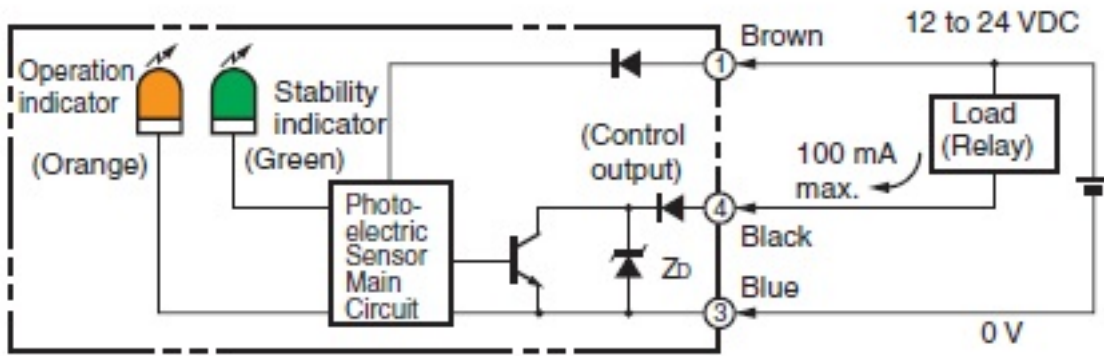 12 to 24 VDC
Brown
1
Operation
indicator
(Orange)
Stability
indicator
(Green)
Load
(Relay)
(Control
output)
100 mA
max.
4
Black
Photo-
electric
Sensor
Main
Circuit
ZD
Blue
3
0 V